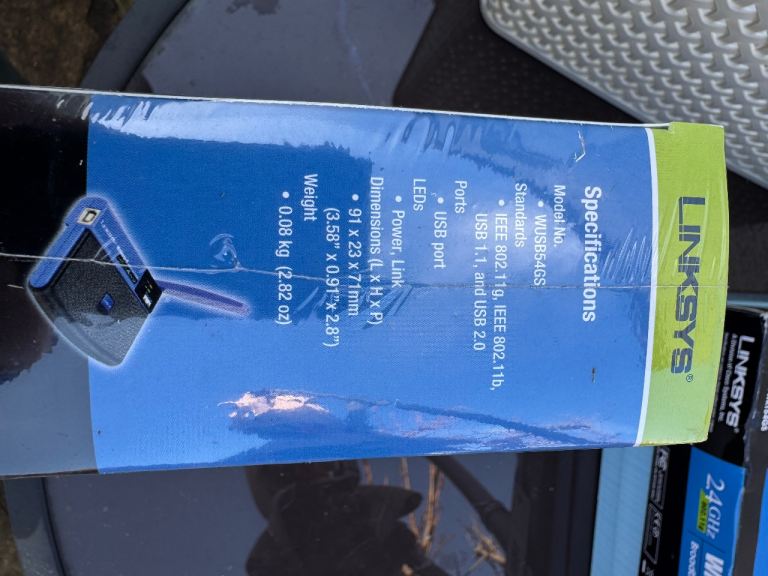 LINKSYS®
Specifications
Model No.
• WUSB54GS
Standards
• IEEE 802.11g, IEEE 802.11b,
USB 1.1, and USB 2.0
Ports
• USB port
LEDs
• Power, Link
Dimensions (L x H x P)
• 91 x 23 x 71mm
(3.58" x 0.91" x 2.8")
Weight
• 0.08 kg (2.82 oz)
LINKSYS®
2.4GHz